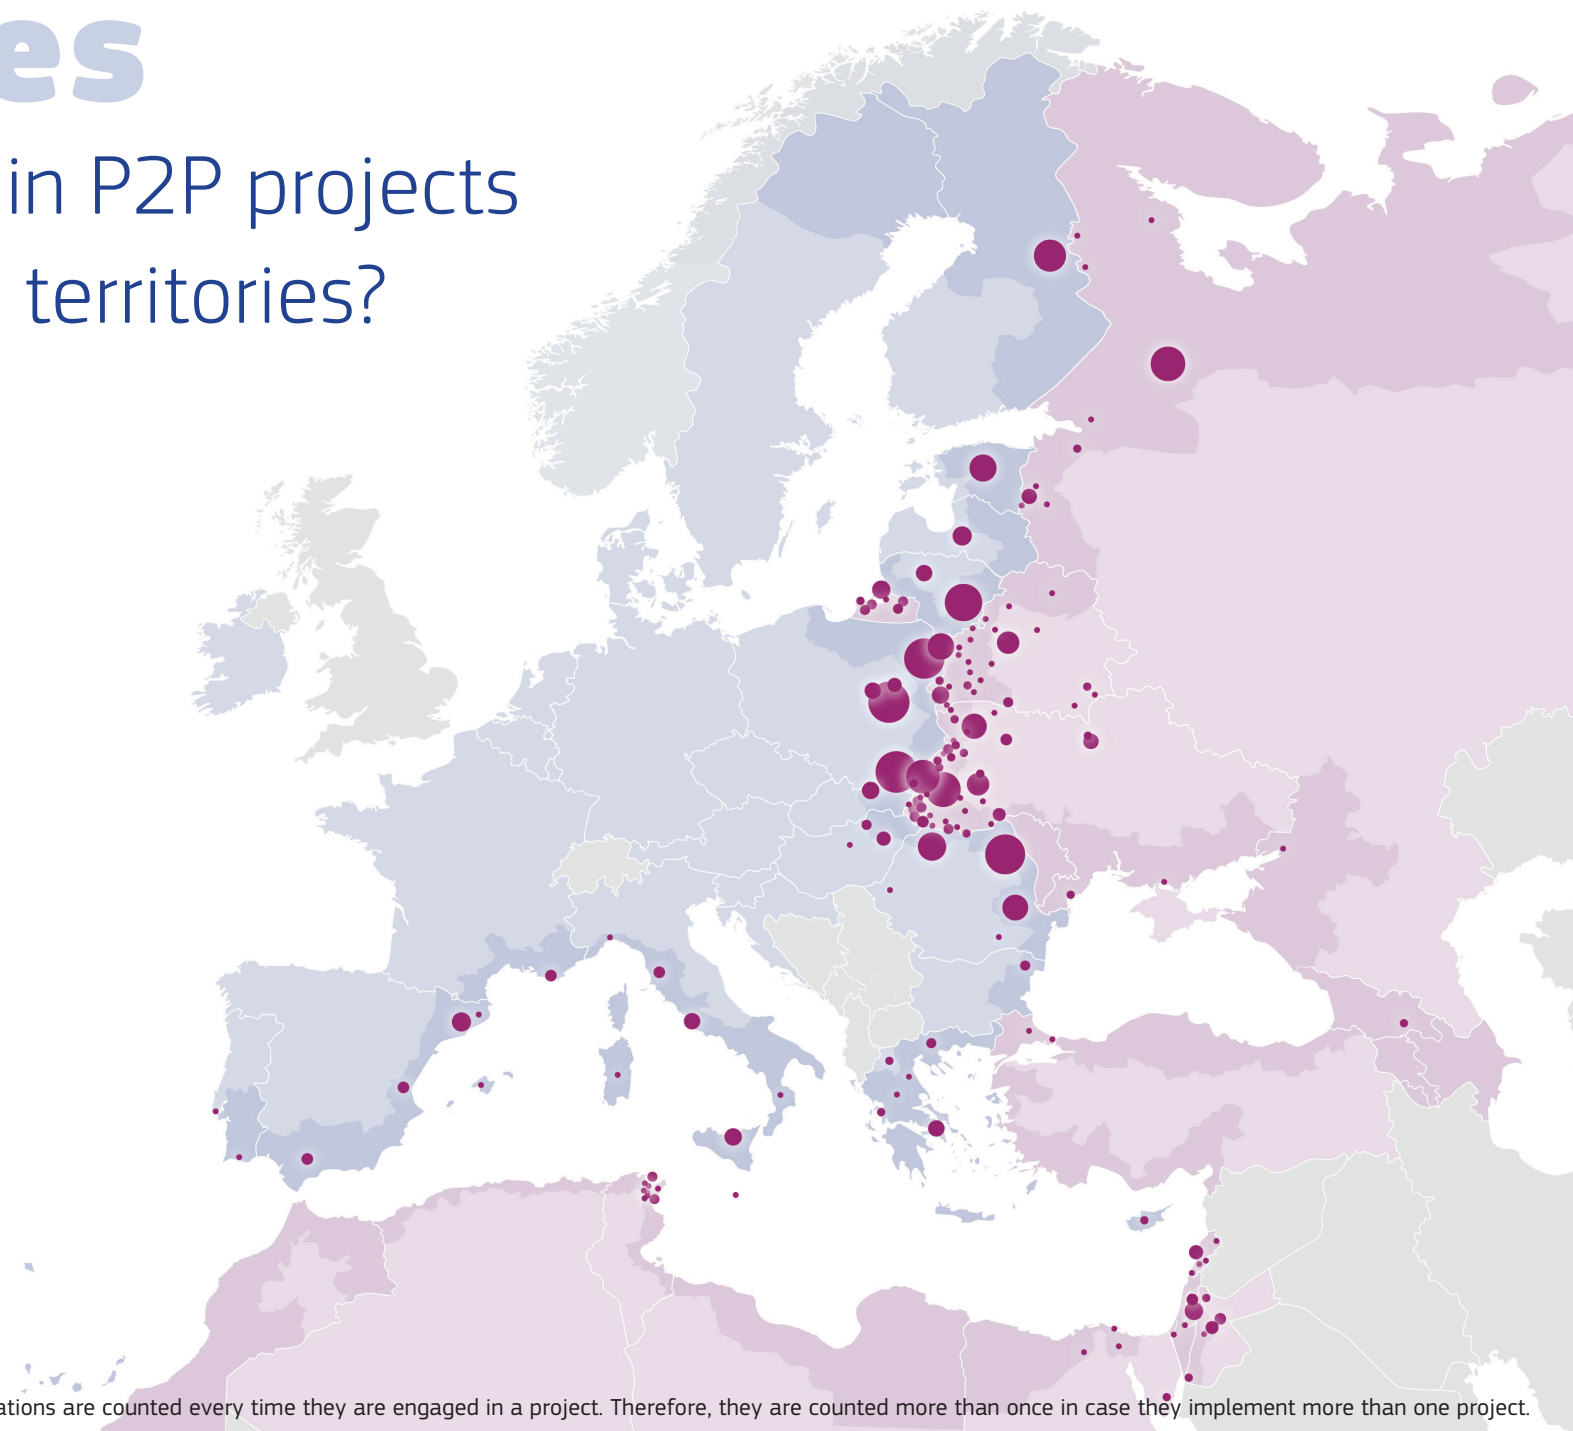 es
in P2P projects
territories?
ations are counted every time they are engaged in a project. Therefore, they are counted more than once in case they implement more than one project.